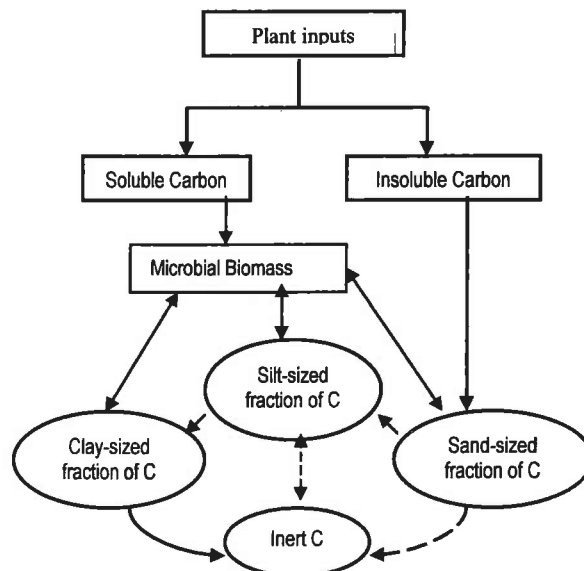 Plant inputs
Soluble Carbon
Insoluble Carbon
Microbial Biomass
Silt-sized
fraction of C
Clay-sized
fraction of C
Sand-sized
fraction of C
Inert C